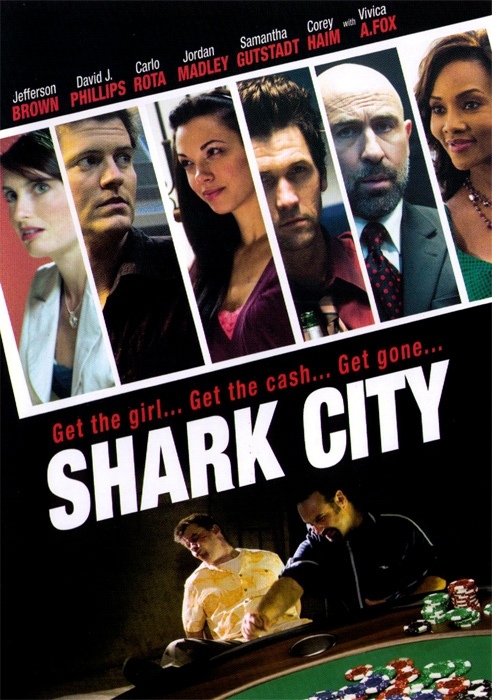 Jefferson BROWN
David J. PHILLIPS
Carlo ROTA
Jordan MADLEY
Samantha GUTSTADT
Corey HAIM
with Vivica A.FOX
Get the girl... Get the cash... Get gone...
SHARK CITY